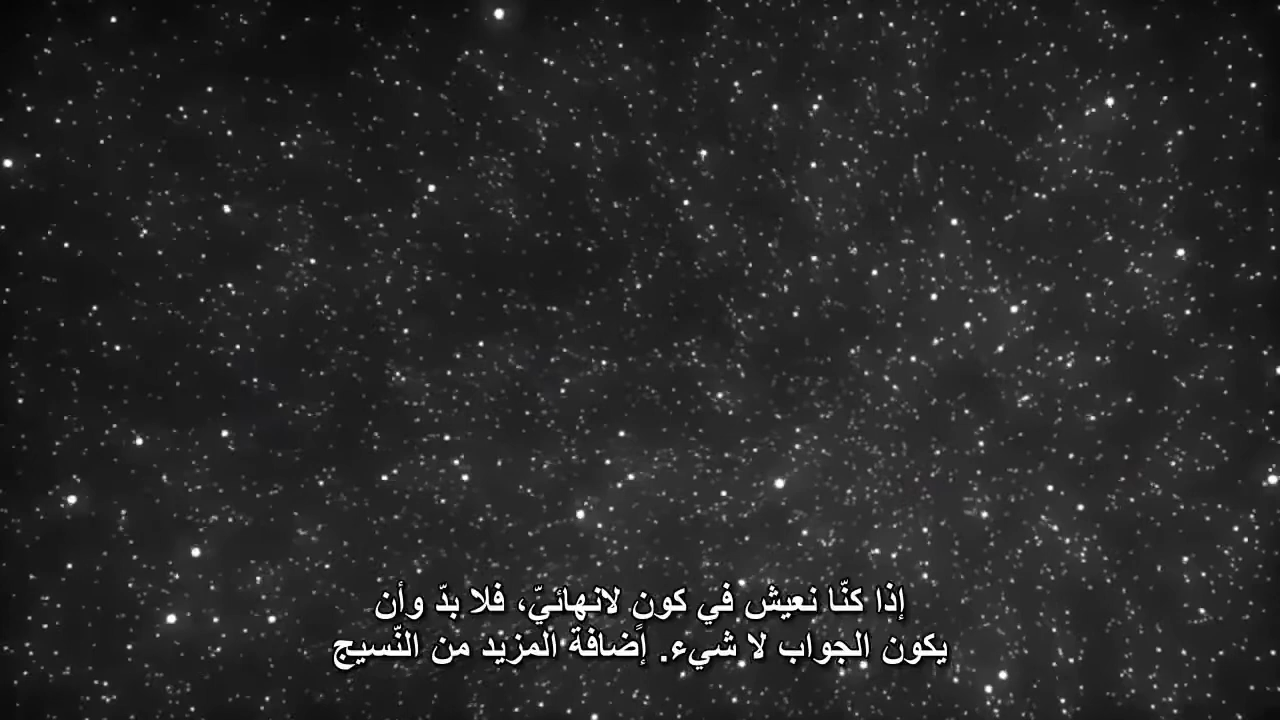 إذا كنّا نعيش في كونٍ لانهائيّ، فلا بدّ وأن
يكون الجواب لا شيء. إضافة المزيد من النّسيج